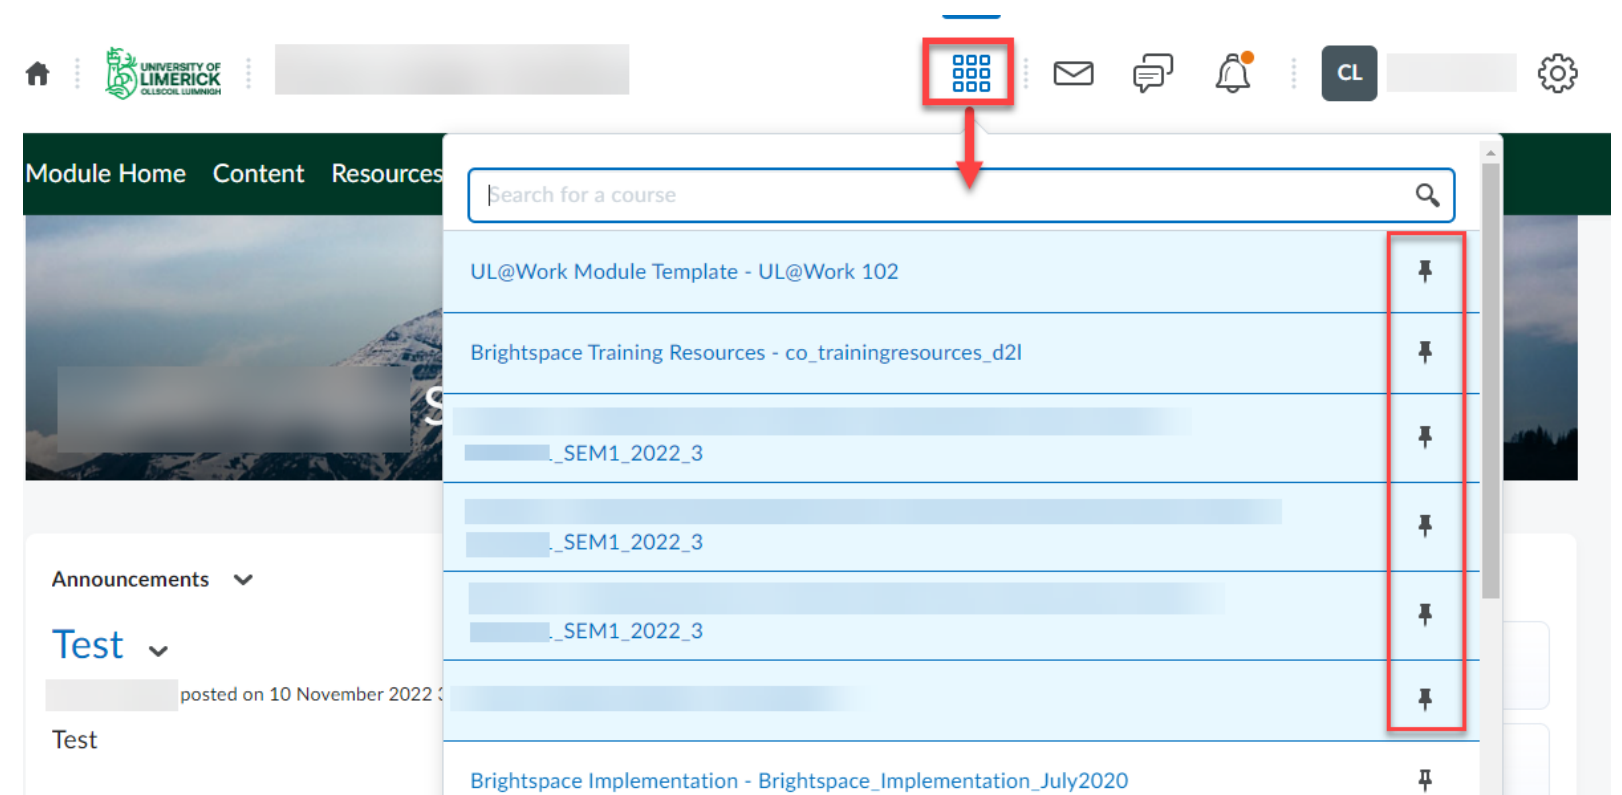 UNIVERSITY OF
LIMERICK
OLLSCOIL LUIMNIGH
CL
Module Home Content Resources
Search for a course
UL@Work Module Template - UL@Work 102
Brightspace Training Resources - co_trainingresources_d2l
S
_SEM1_2022_3
_SEM1_2022_3
_SEM1_2022_3
Announcements
Test
posted on 10 November 2022
Test
Brightspace Implementation - Brightspace_Implementation_July2020